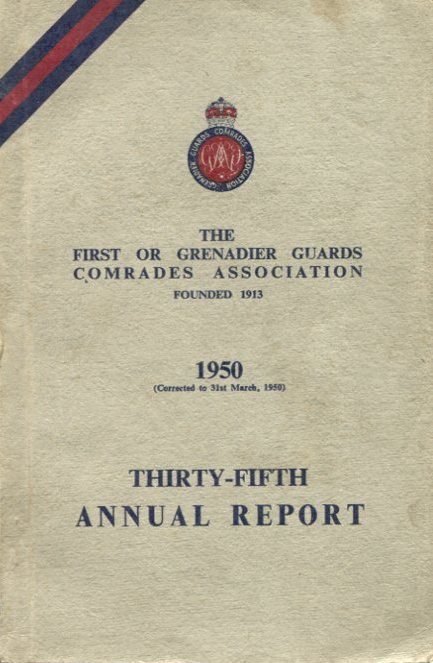 GRENADIER GUARDS COMRADES ASSOCIATION
THE
FIRST OR GRENADIER GUARDS
COMRADES ASSOCIATION
FOUNDED 1913
1950
(Corrected to 31st March, 1950)
THIRTY-FIFTH
ANNUAL REPORT